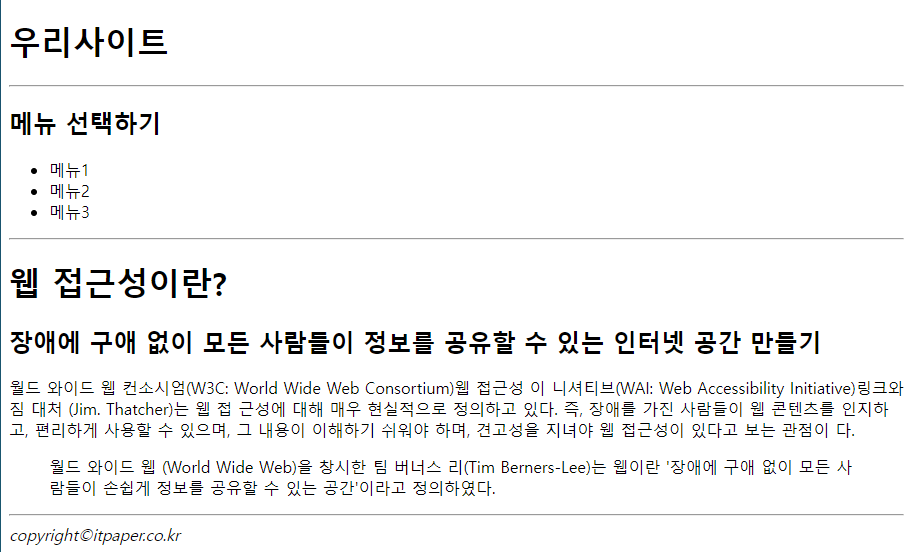 우리사이트
메뉴 선택하기
메뉴1
메뉴2
메뉴3
웹 접근성이란?
장애에 구애 없이 모든 사람들이 정보를 공유할 수 있는 인터넷 공간 만들기
월드 와이드 웹 컨소시엄(W3C: World Wide Web Consortium)웹 접근성 이 니셔티브(WAI: Web Accessibility Initiative)링크와
짐 대처 (Jim. Thatcher)는 웹 접 근성에 대해 매우 현실적으로 정의하고 있다. 즉, 장애를 가진 사람들이 웹 콘텐츠를 인지하
고, 편리하게 사용할 수 있으며, 그 내용이 이해하기 쉬워야 하며, 견고성을 지녀야 웹 접근성이 있다고 보는 관점이 다.
월드 와이드 웹 (World Wide Web)을 창시한 팀 버너스 리(Tim Berners-Lee)는 웹이란 '장애에 구애 없이 모든 사
람들이 손쉽게 정보를 공유할 수 있는 공간'이라고 정의하였다.
copyright©itpaper.co.kr